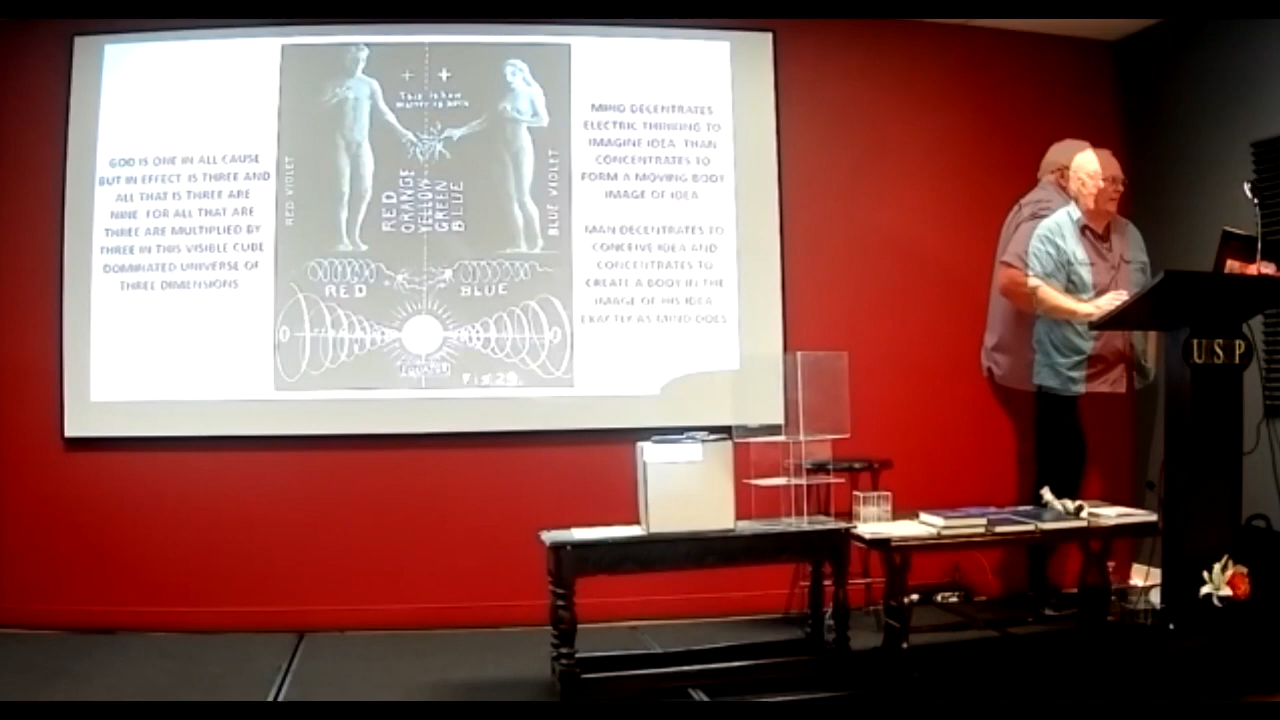 GOD IS ONE IN ALL CAUSE
BUT IN EFFECT IS THREE AND
ALL THAT IS THREE ARE
NINE. FOR ALL THAT ARE
THREE ARE MULTIPLIED BY
THREE IN THIS VISIBLE CUBE
DOMINATED UNIVERSE OF
THREE DIMENSIONS
RED VIOLET
This is how
RED
ORANGE
YELLOW
GREEN
BLUE
BLUE VIOLET
RED
BLUE
Fig. 29.
MIND DECENTRATES
ELECTRIC THINKING TO
IMAGINE IDEA THAN
CONCENTRATES TO
FORM A MOVING BODY
IMAGE OF IDEA
MAN DECENTRATES TO
CONCEIVE IDEA AND
CONCENTRATES TO
CREATE A BODY IN THE
IMAGE OF HIS IDEA
EXACTLY AS MIND DOES
U.S.P